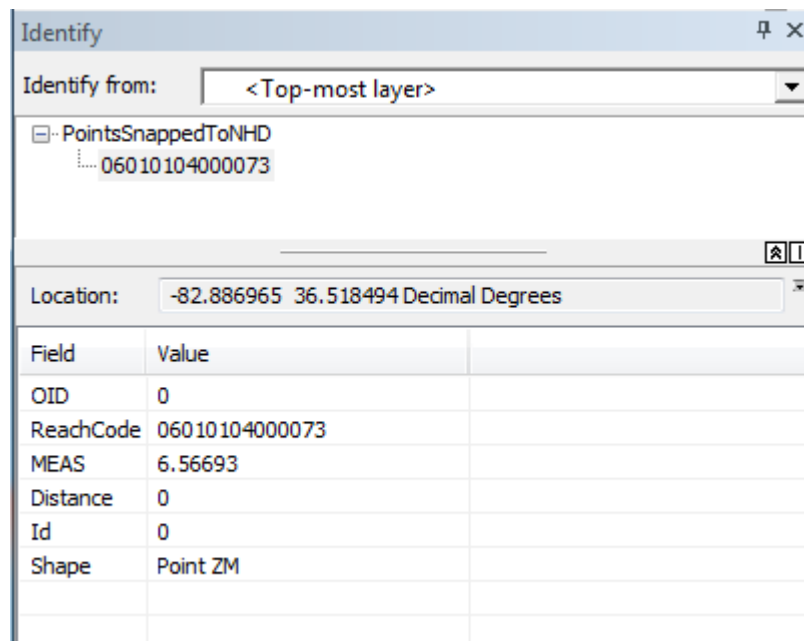 Identify
Identify from: <Top-most layer>
PointsSnappedToNHD
06010104000073
Location: -82.886965 36.518494 Decimal Degrees
Field Value
OID 0
ReachCode 06010104000073
MEAS 6.56693
Distance 0
Id 0
Shape Point ZM